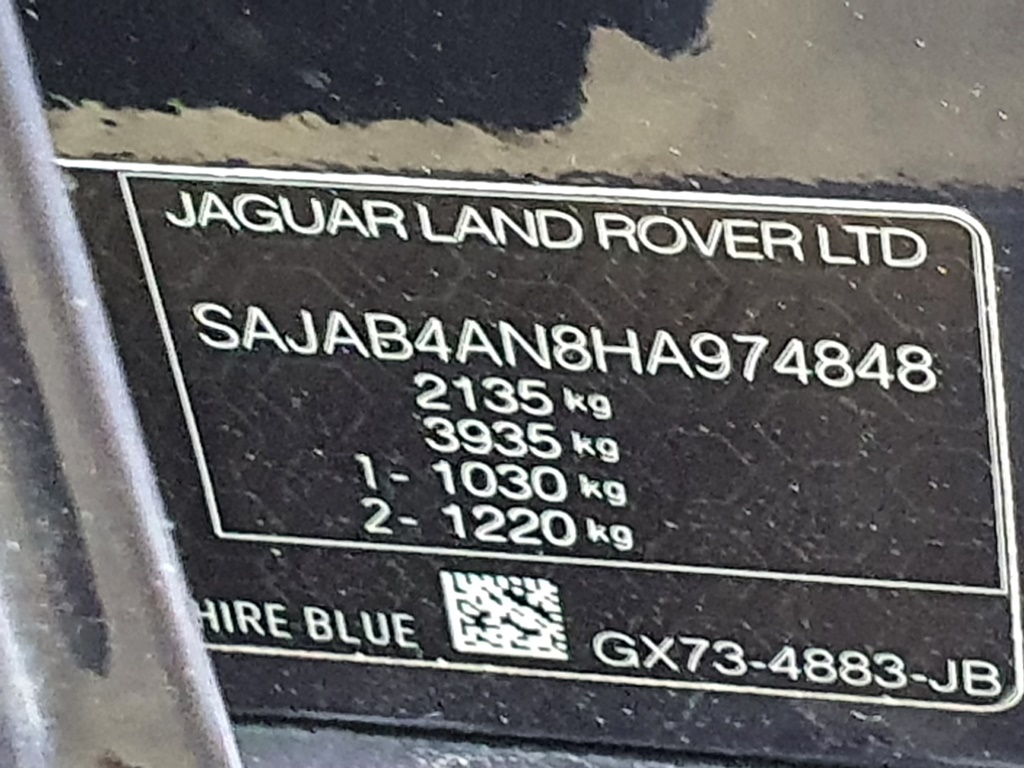 JAGUAR LAND ROVER LTD
SAJAB4AN8HA974848
2135 kg
3935 kg
1- 1030 kg
2- 1220 kg
HIRE BLUE
GX73-4883-JB